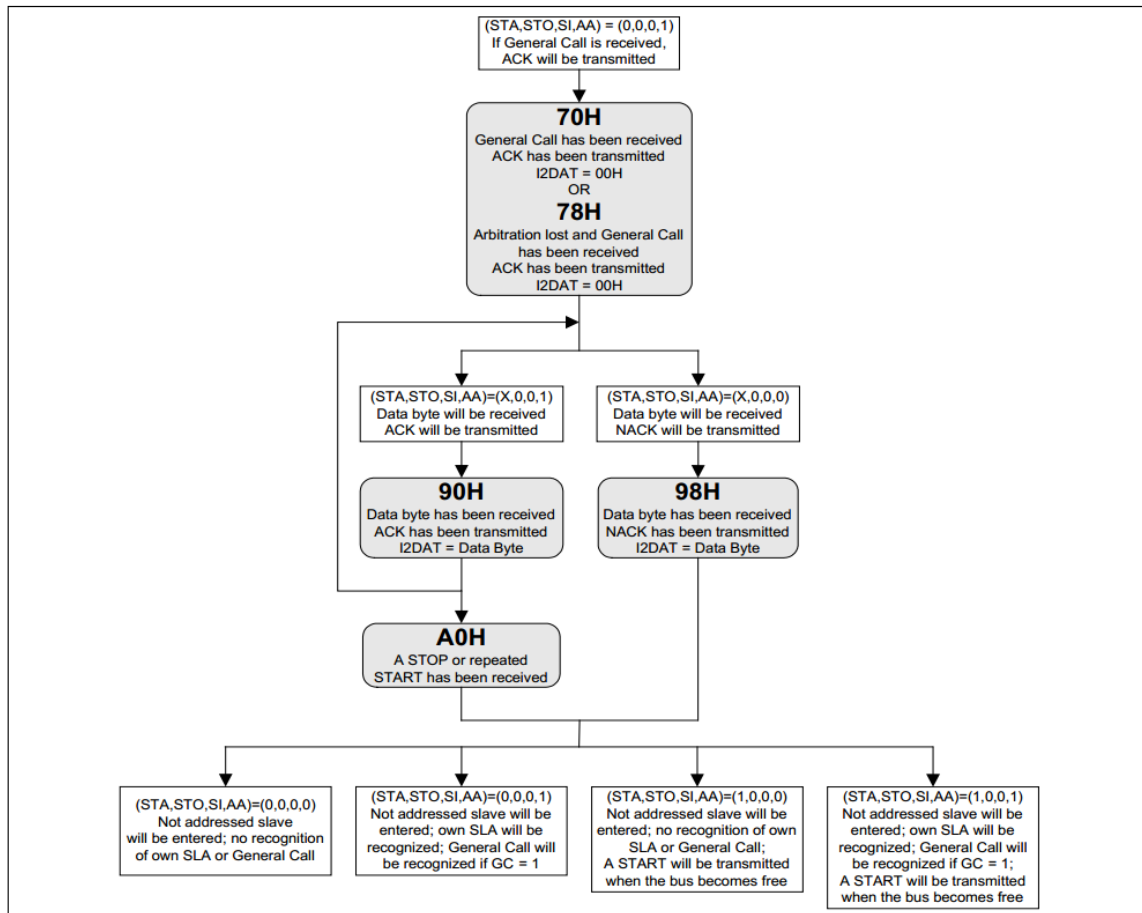 (STA,STO,SI,AA) = (0,0,0,1)
If General Call is received,
ACK will be transmitted
70H
General Call has been received
ACK has been transmitted
I2DAT = 00H
OR
78H
Arbitration lost and General Call
has been received
ACK has been transmitted
I2DAT = 00H
(STA,STO,SI,AA)=(X,0,0,1)
Data byte will be received
ACK will be transmitted
(STA,STO,SI,AA)=(X,0,0,0)
Data byte will be received
NACK will be transmitted
90H
Data byte has been received
ACK has been transmitted
I2DAT = Data Byte
98H
Data byte has been received
NACK has been transmitted
I2DAT = Data Byte
A0H
A STOP or repeated
START has been received
(STA,STO,SI,AA)=(0,0,0,0)
Not addressed slave
will be entered; no recognition
of own SLA or General Call
(STA,STO,SI,AA)=(0,0,0,1)
Not addressed slave will be
entered; own SLA will be
recognized; General Call will
be recognized if GC = 1
(STA,STO,SI,AA)=(1,0,0,0)
Not addressed slave will be
entered; no recognition of own
SLA or General Call;
A START will be transmitted
when the bus becomes free
(STA,STO,SI,AA)=(1,0,0,1)
Not addressed slave will be
entered; own SLA will be
recognized; General Call will
be recognized if GC = 1;
A START will be transmitted
when the bus becomes free